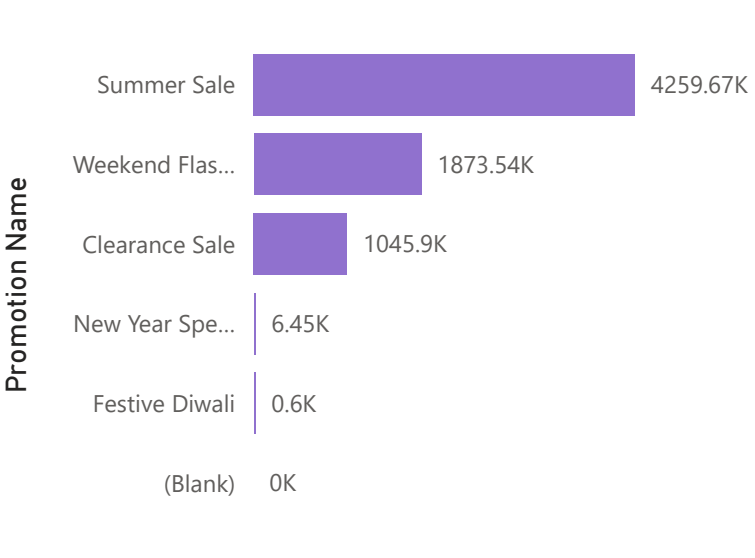 Promotion Name
Summer Sale 4259.67K
Weekend Flas... 1873.54K
Clearance Sale 1045.9K
New Year Spe... 6.45K
Festive Diwali 0.6K
(Blank) 0K